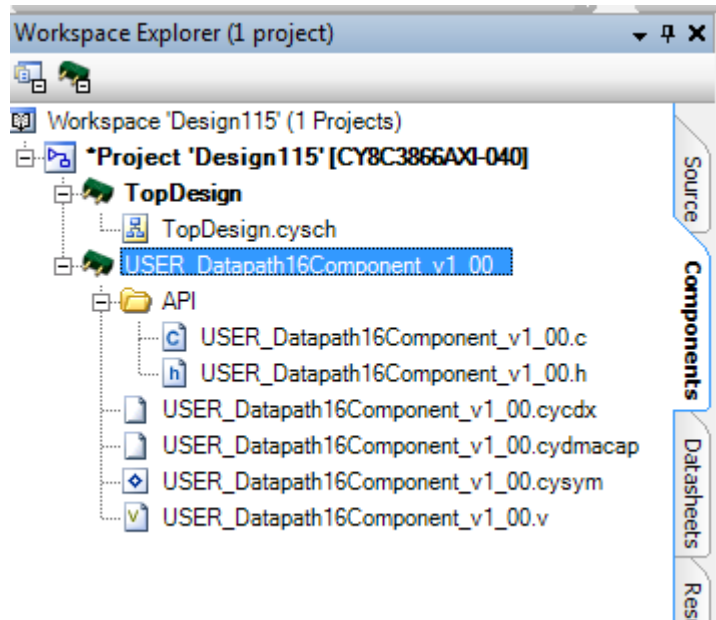 Workspace Explorer (1 project)
Workspace 'Design115' (1 Projects)
*Project 'Design115' [CY8C3866AXI-040]
TopDesign
TopDesign.cysch
USER_Datapath16Component_v1_00
API
USER_Datapath16Component_v1_00.c
USER_Datapath16Component_v1_00.h
USER_Datapath16Component_v1_00.cycdx
USER_Datapath16Component_v1_00.cydmacap
USER_Datapath16Component_v1_00.cysym
USER_Datapath16Component_v1_00.v
Source
Components
Datasheets
Res